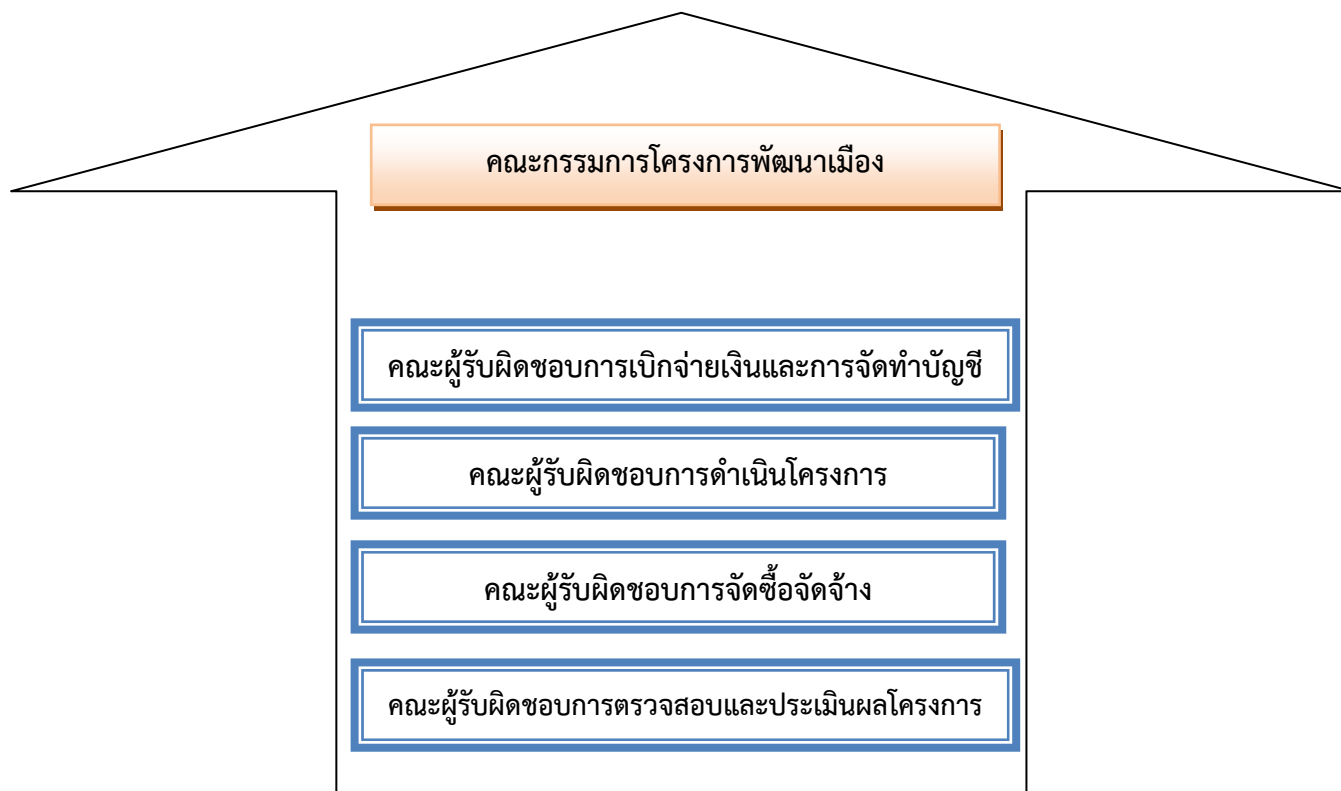 คณะกรรมการโครงการพัฒนาเมือง
คณะผู้รับผิดชอบการเบิกจ่ายเงินและการจัดทำบัญชี
คณะผู้รับผิดชอบการดำเนินโครงการ
คณะผู้รับผิดชอบการจัดซื้อจัดจ้าง
คณะผู้รับผิดชอบการตรวจสอบและประเมินผลโครงการ